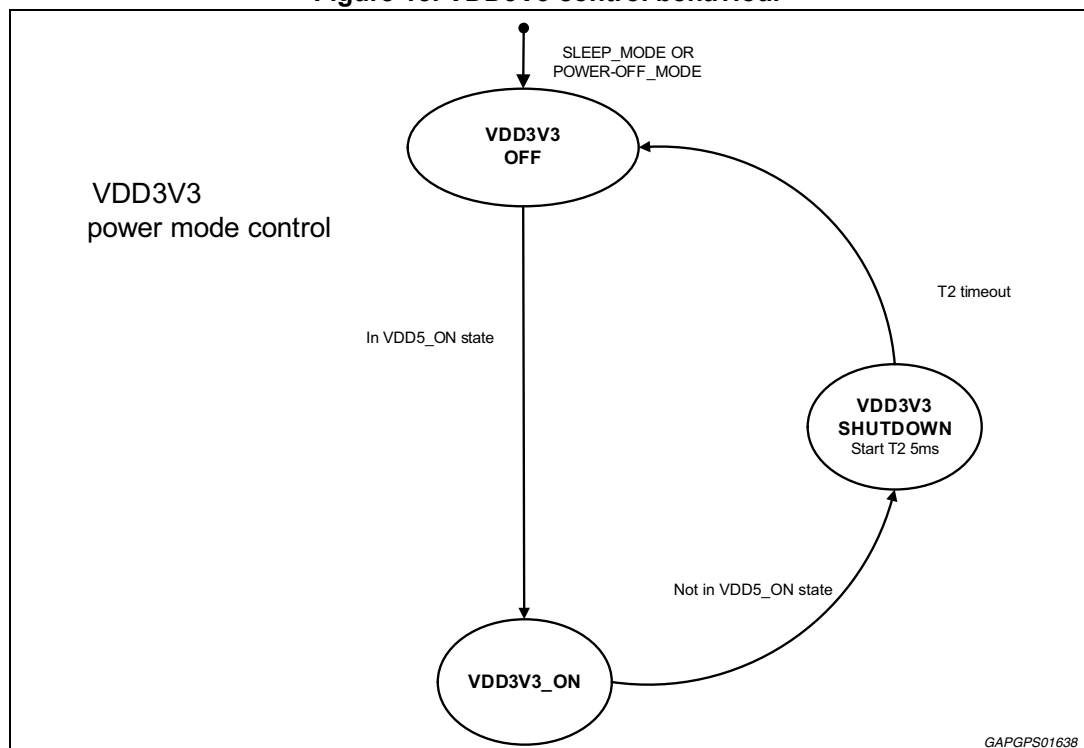 SLEEP_MODE OR
POWER-OFF_MODE
VDD3V3
OFF
VDD3V3
power mode control
T2 timeout
In VDD5_ON state
VDD3V3
SHUTDOWN
Start T2 5ms
Not in VDD5_ON state
VDD3V3_ON
GAPGPS01638